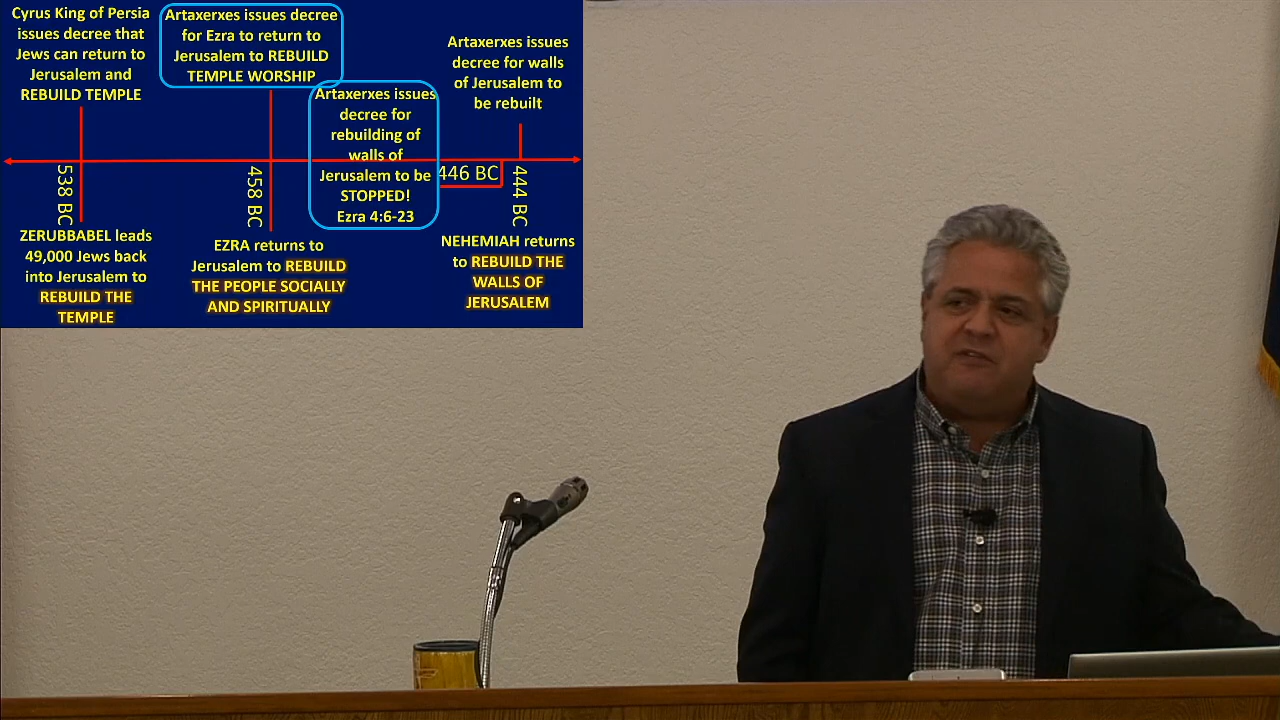 Cyrus King of Persia
issues decree that
Jews can return to
Jerusalem and
REBUILD TEMPLE
Artaxerxes issues decree
for Ezra to return to
Jerusalem to REBUILD
TEMPLE WORSHIP
Artaxerxes issues
decree for
rebuilding of
walls of
Jerusalem to be
STOPPED!
Ezra 4:6-23
Artaxerxes issues
decree for walls
of Jerusalem to
be rebuilt
538 BC
458 BC
446 BC
444 BC
ZERUBBABEL leads
49,000 Jews back
into Jerusalem to
REBUILD THE
TEMPLE
EZRA returns to
Jerusalem to REBUILD
THE PEOPLE SOCIALLY
AND SPIRITUALLY
NEHEMIAH returns
to REBUILD THE
WALLS OF
JERUSALEM